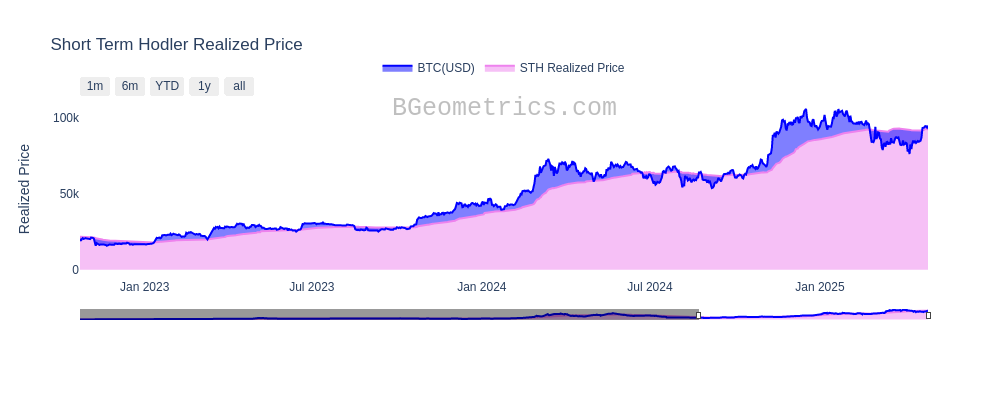 Short Term Hodler Realized Price
BTC(USD) STH Realized Price
1m 6m YTD 1y all
BGeometrics.com
100k
50k
0
Realized Price
Jan 2023 Jul 2023 Jan 2024 Jul 2024 Jan 2025